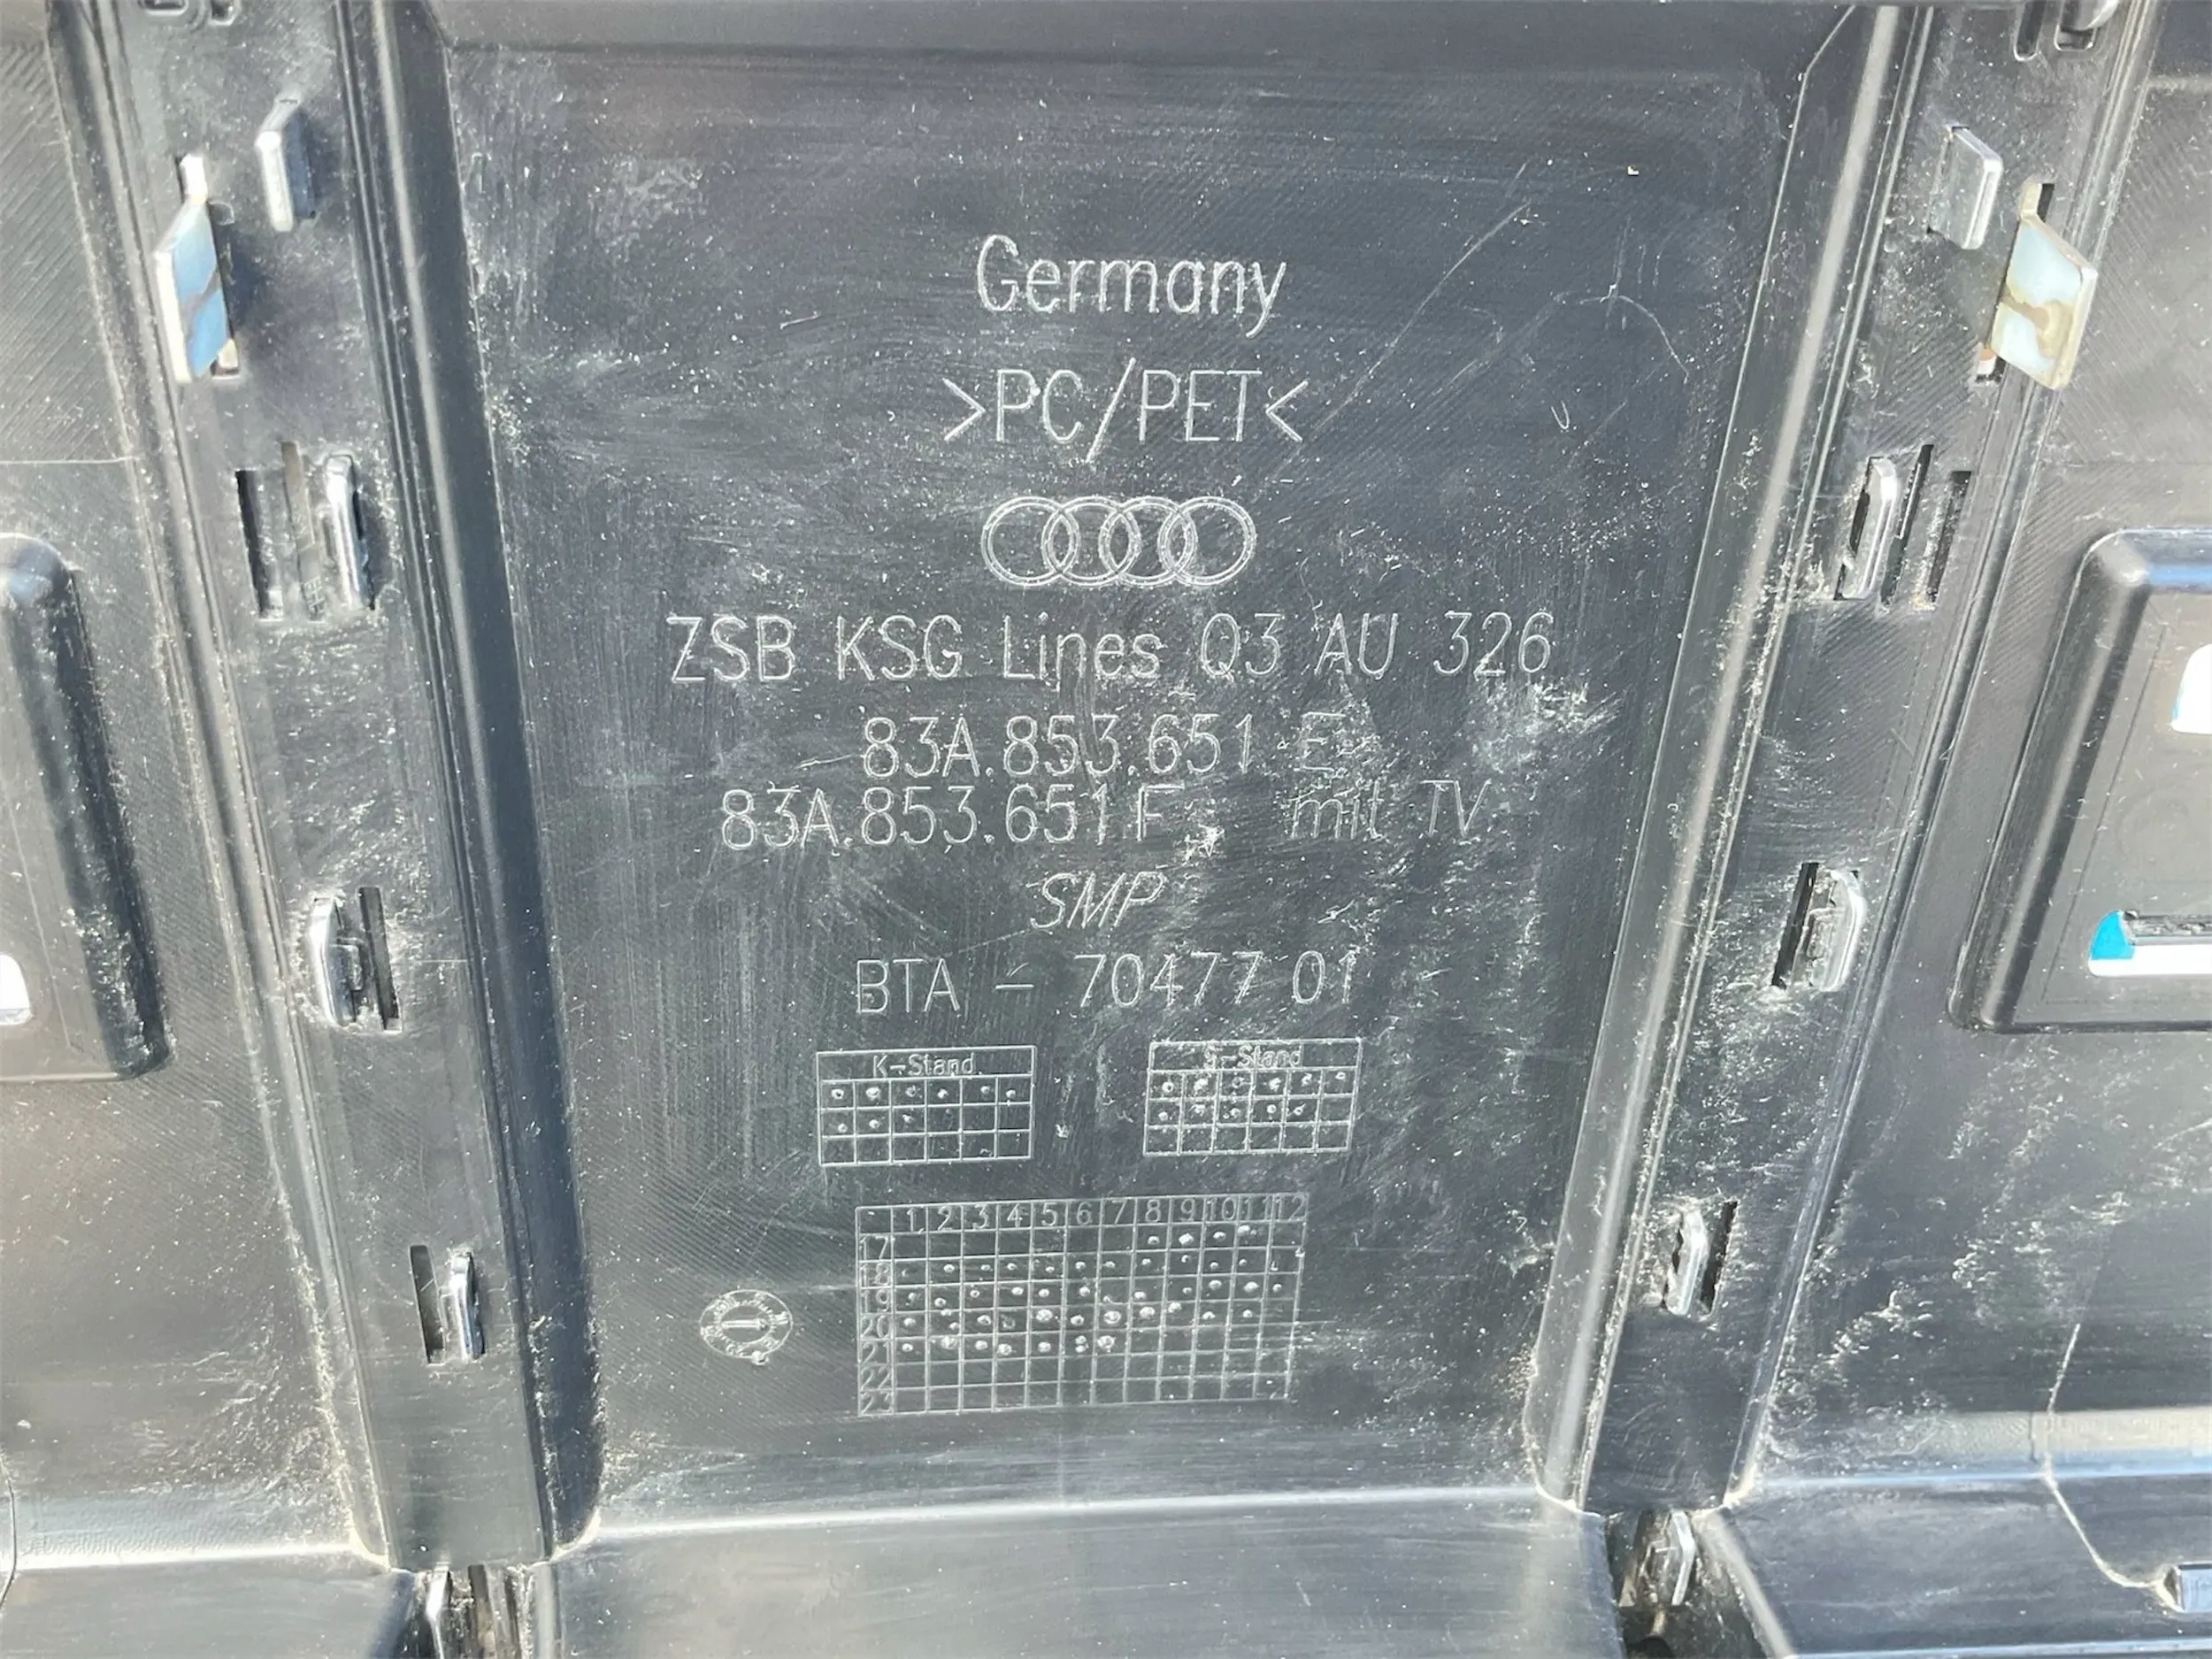 Germany
>PC/PET<
ZSB KSG Lines Q3 AU 326
83A.853.651 E
83A.853.651 F mit TV
SMP
BTA - 70477 01
K-Stand
S-Stand
1 2 3 4 5 6 7 8 9 10 11 12
17
18
19
20
21
22
23